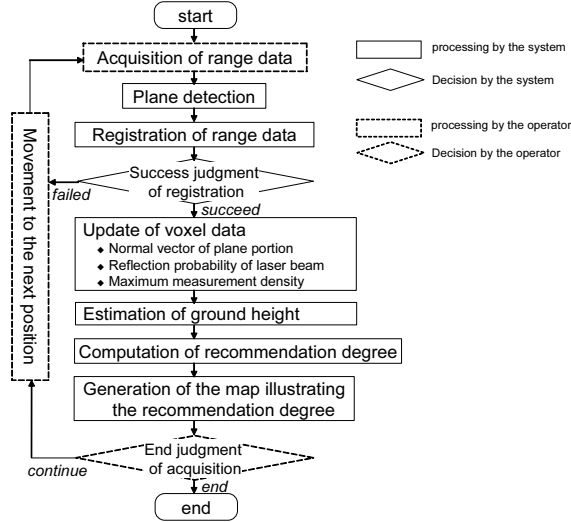 start
Acquisition of range data
Plane detection
Registration of range data
Success judgment
of registration
failed
succeed
Update of voxel data
◆ Normal vector of plane portion
◆ Reflection probability of laser beam
◆ Maximum measurement density
Estimation of ground height
Computation of recommendation degree
Generation of the map illustrating
the recommendation degree
End judgment
of acquisition
continue
end
end
Movement to the next position
processing by the system
Decision by the system
processing by the operator
Decision by the operator